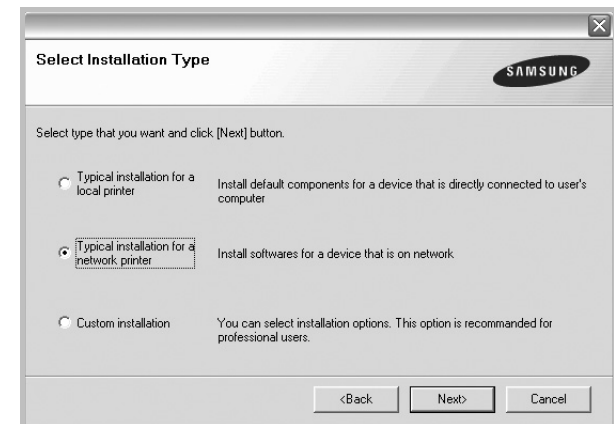 Select Installation Type
SAMSUNG
Select type that you want and click [Next] button.
Typical installation for a
local printer
Install default components for a device that is directly connected to user's
computer
Typical installation for a
network printer
Install softwares for a device that is on network
Custom installation
You can select installation options. This option is recommanded for
professional users.
<Back
Next>
Cancel